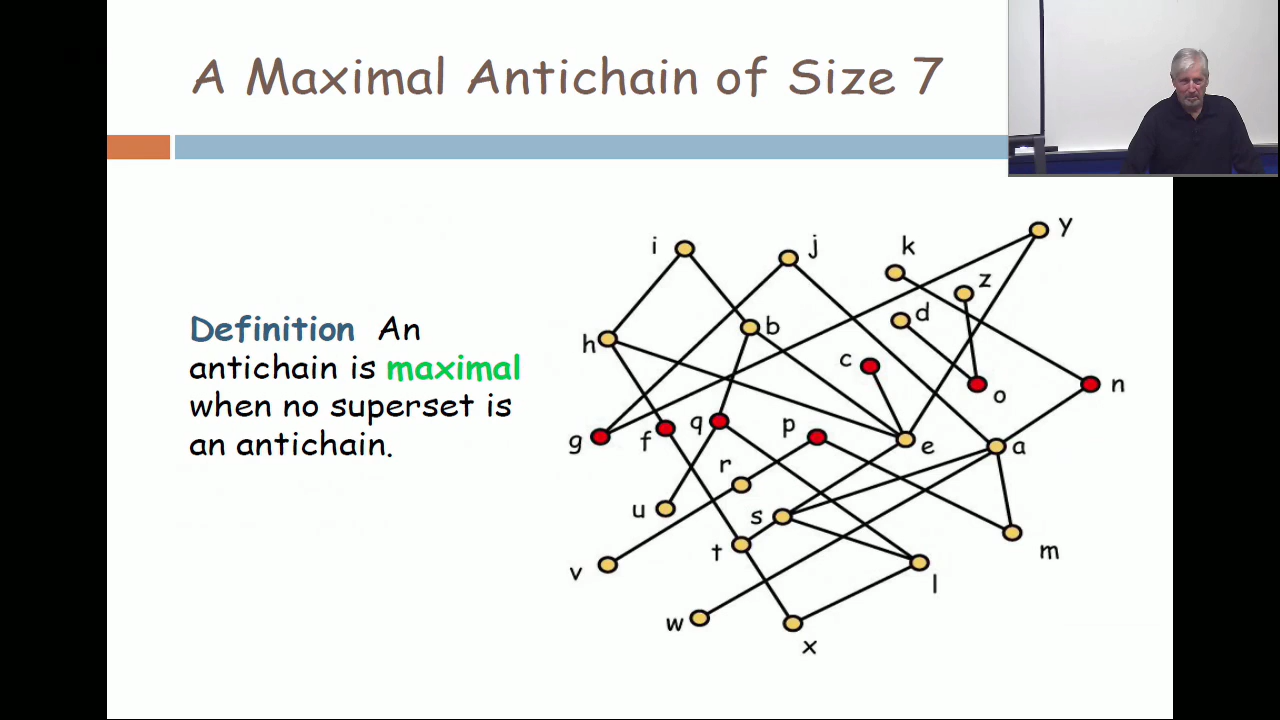 A Maximal Antichain of Size 7
Definition An
antichain is maximal
when no superset is
an antichain.
y
i
j
k
z
d
b
h
c
o
n
g
f
q
p
e
a
r
u
s
t
m
v
l
w
x